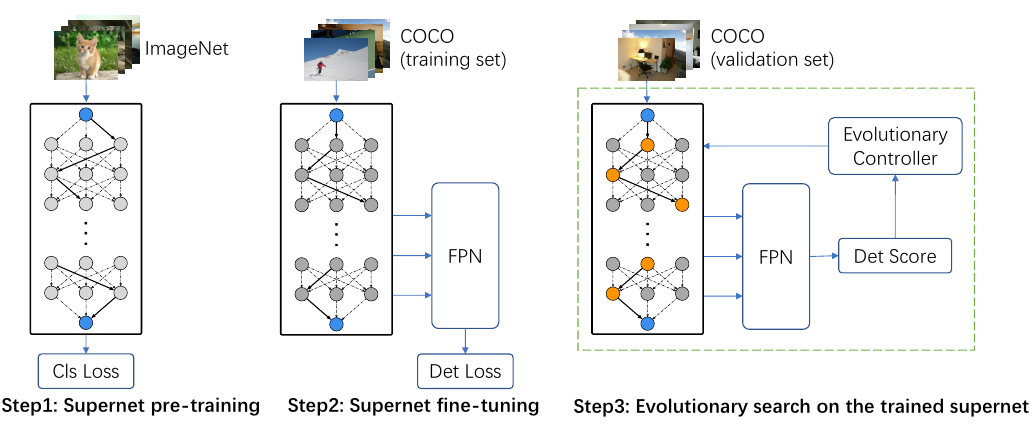 ImageNet
COCO
(training set)
COCO
(validation set)
Evolutionary
Controller
FPN
FPN
Det Score
Cls Loss
Det Loss
Step1: Supernet pre-training
Step2: Supernet fine-tuning
Step3: Evolutionary search on the trained supernet